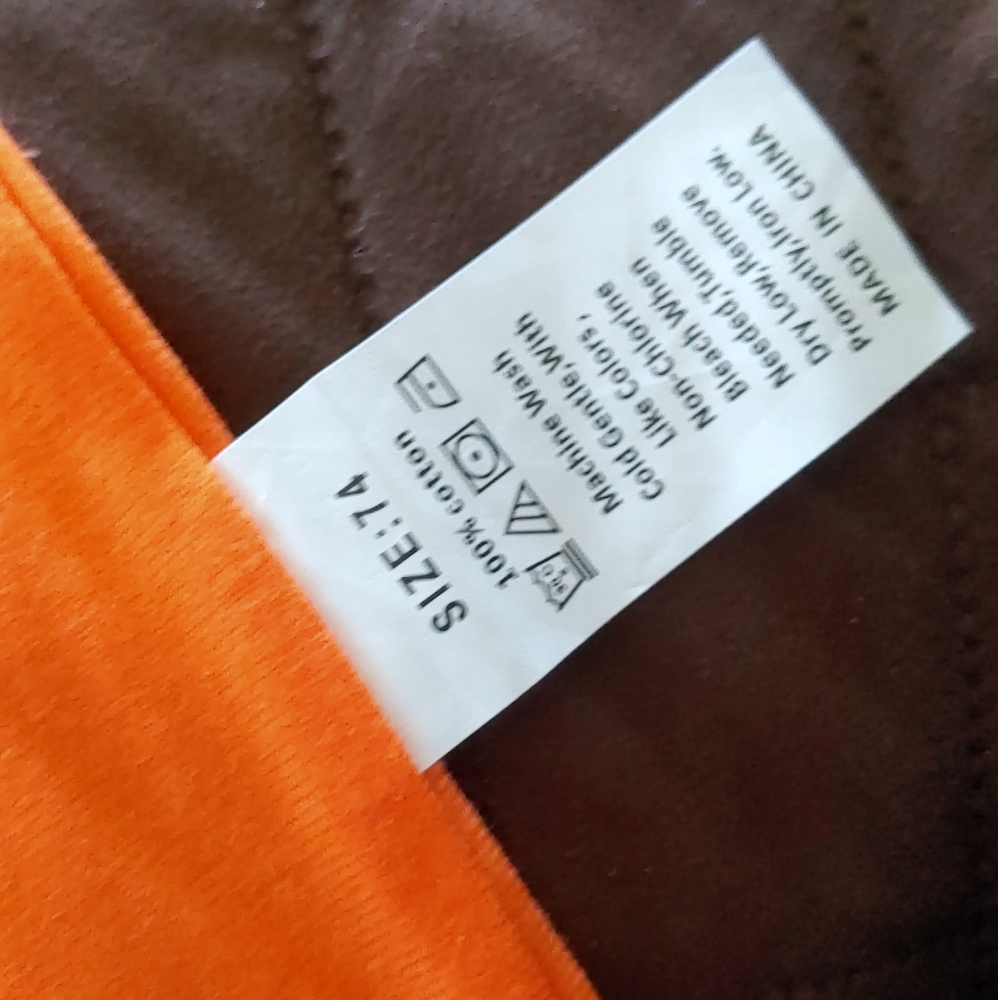 SIZE:74
100% cotton
Machine Wash
Cold Gentle,With
Like Colors,
Non-Chlorine
Bleach When
Needed,Tumble
Dry Low,Remove
Promptly,Iron Low.
MADE IN CHINA